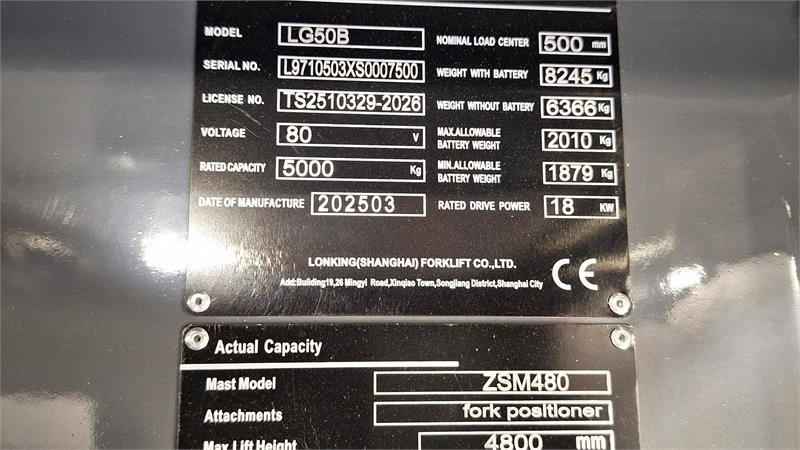 MODEL LG50B NOMINAL LOAD CENTER 500 mm
SERIAL NO. L9710503XS0007500 WEIGHT WITH BATTERY 8245 Kg
LICENSE NO. TS2510329-2026 WEIGHT WITHOUT BATTERY 6366 Kg
VOLTAGE 80 V MAX.ALLOWABLE BATTERY WEIGHT 2010 Kg
RATED CAPACITY 5000 Kg MIN.ALLOWABLE BATTERY WEIGHT 1879 Kg
DATE OF MANUFACTURE 202503 RATED DRIVE POWER 18 KW
LONKING(SHANGHAI) FORKLIFT CO.,LTD.
Add:Building19,26 Mingyi Road,Xinqiao Town,Songjiang District,Shanghai City CE
Actual Capacity
Mast Model ZSM480
Attachments fork positioner
Max Lift Height 4800 mm